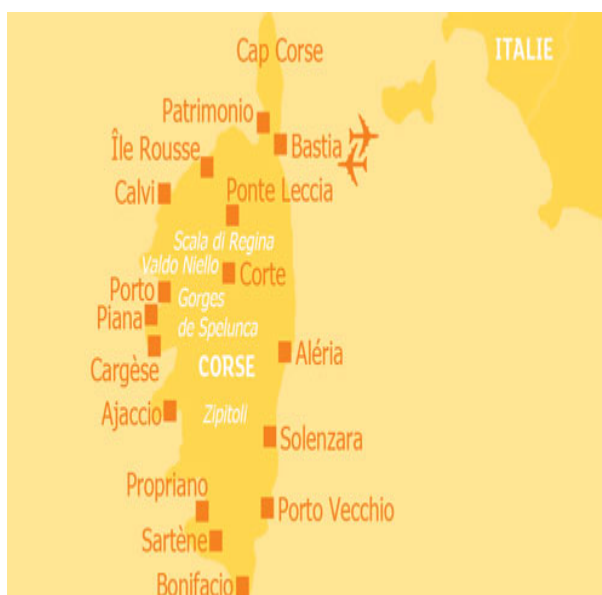 Cap Corse
ITALIE
Patrimonio
Bastia
Île Rousse
Calvi
Ponte Leccia
Scala di Regina
Valdo Niello
Corte
Porto
Gorges
de Spelunca
Piana
Cargèse
CORSE
Aléria
Ajaccio
Zipitoli
Solenzara
Propriano
Porto Vecchio
Sartène
Bonifacio